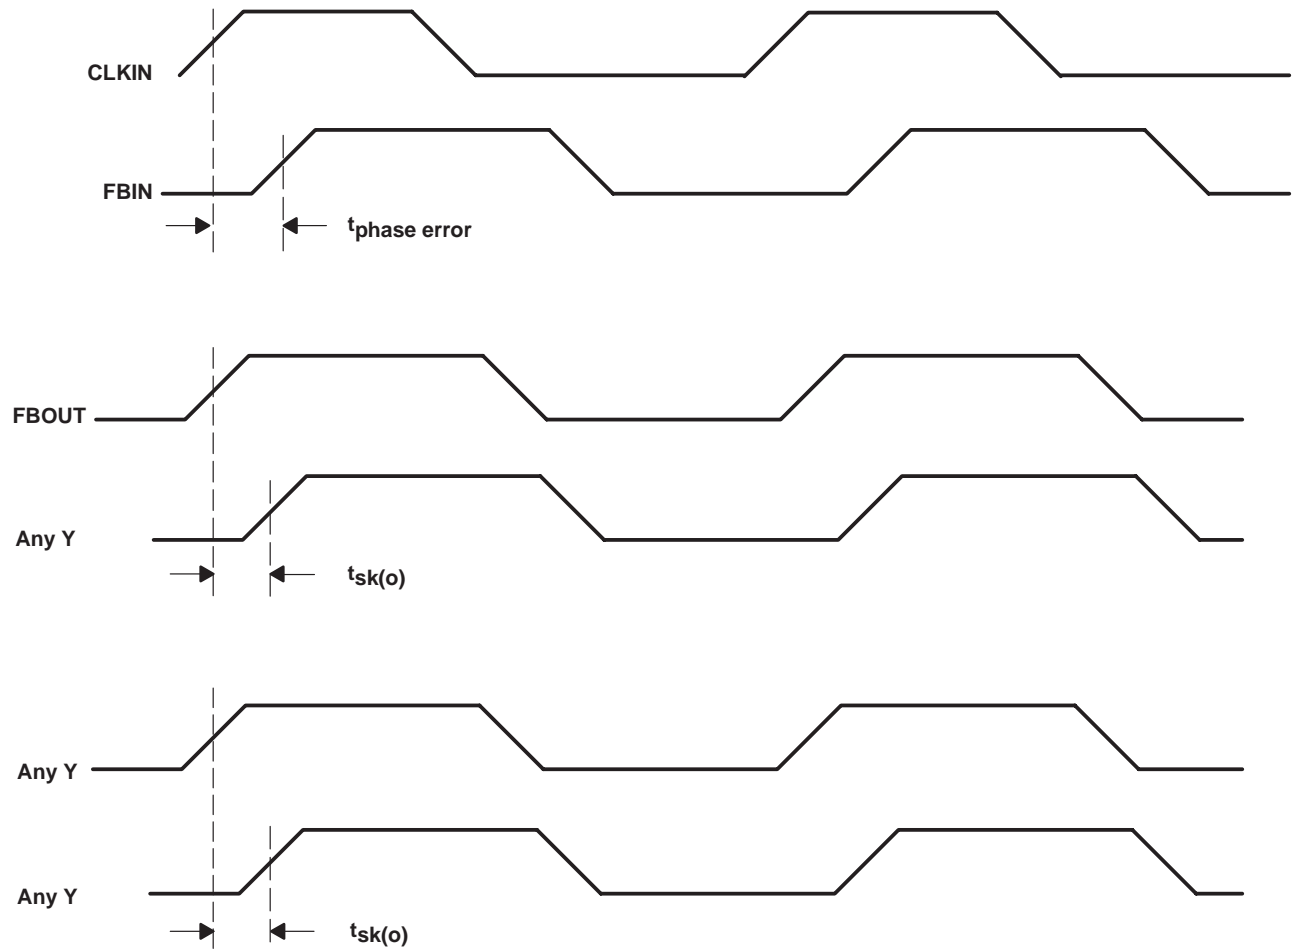 CLKIN
FBIN
tphase error
FBOUT
Any Y
tsk(o)
Any Y
Any Y
tsk(o)